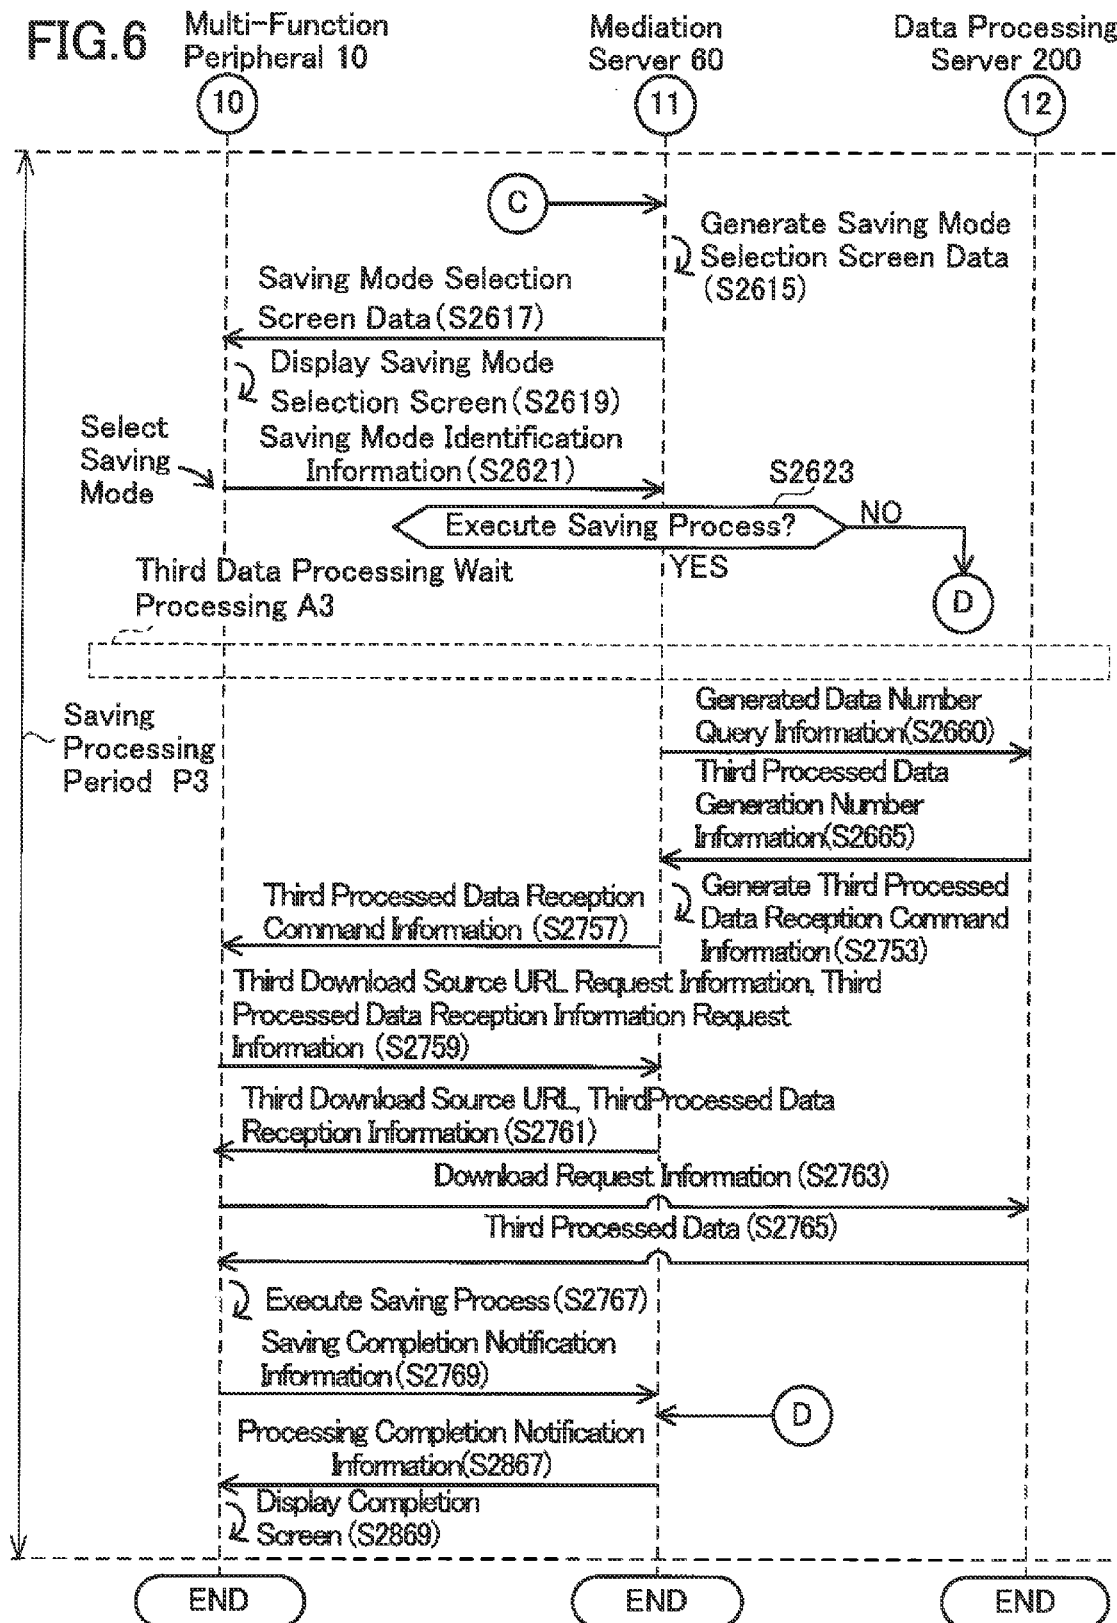 FIG.6
Multi-Function
Peripheral 10
Mediation
Server 60
Data Processing
Server 200
10
11
12
C
Generate Saving Mode
Selection Screen Data
(S2615)
Saving Mode Selection
Screen Data(S2617)
Display Saving Mode
Selection Screen(S2619)
Select
Saving
Mode
Saving Mode Identification
Information(S2621)
S2623
Execute Saving Process?
NO
YES
D
Third Data Processing Wait
Processing A3
Saving
Processing
Period P3
Generated Data Number
Query Information(S2660)
Third Processed Data
Generation Number
Information(S2665)
Generate Third Processed
Data Reception Command
Information(S2753)
Third Processed Data Reception
Command Information (S2757)
Third Download Source URL Request Information, Third
Processed Data Reception Information Request
Information (S2759)
Third Download Source URL, ThirdProcessed Data
Reception Information(S2761)
Download Request Information (S2763)
Third Processed Data (S2765)
Execute Saving Process(S2767)
Saving Completion Notification
Information(S2769)
D
Processing Completion Notification
Information(S2867)
Display Completion
Screen(S2869)
END
END
END